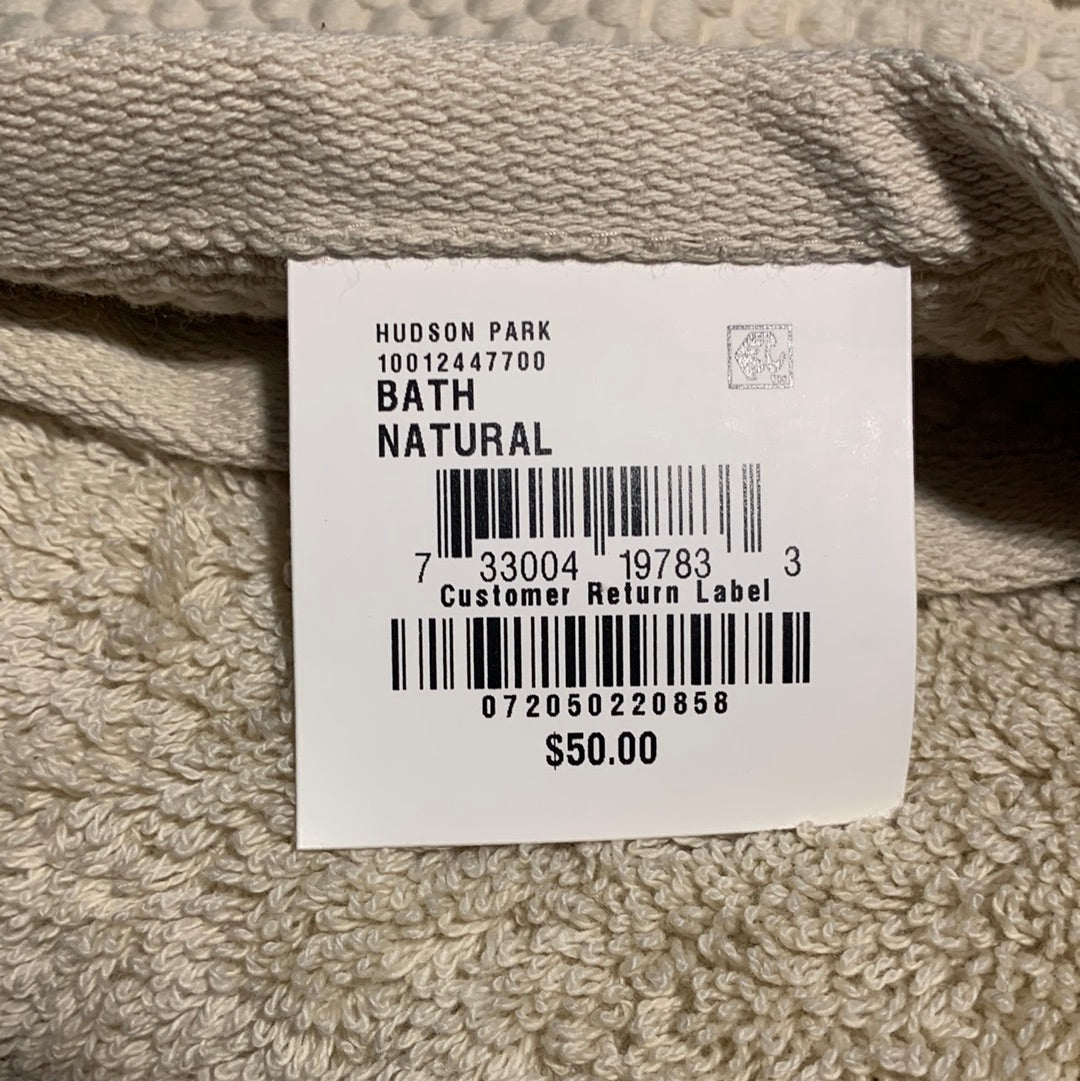 HUDSON PARK
10012447700
BATH
NATURAL
7 33004 19783 3
Customer Return Label
072050220858
$50.00